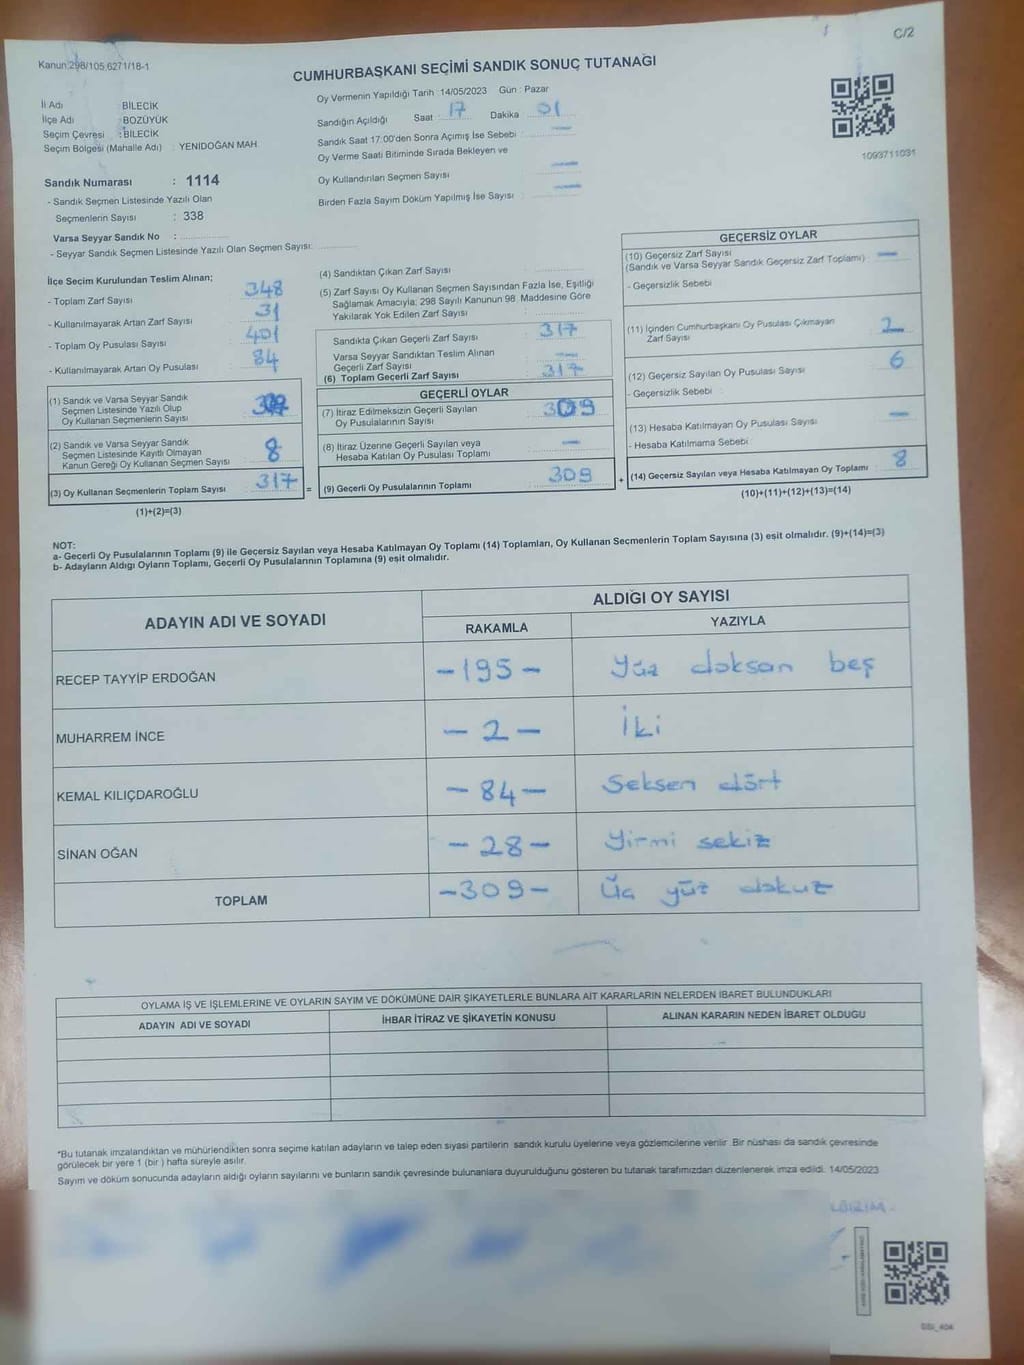 C/2
Kanun:298/105,6271/18-1
CUMHURBAŞKANI SEÇİMİ SANDIK SONUÇ TUTANAĞI
İl Adı : BİLECİK
İlçe Adı : BOZÜYÜK
Seçim Çevresi : BİLECİK
Seçim Bölgesi (Mahalle Adı) : YENİDOĞAN MAH
Oy Vermenin Yapıldığı Tarih :14/05/2023 Gün : Pazar
Sandığın Açıldığı Saat : 17 Dakika 01
Sandık Saat 17:00'den Sonra Açımış İse Sebebi : —
Oy Verme Saati Bitiminde Sırada Bekleyen ve
Oy Kullandırılan Seçmen Sayısı —
Birden Fazla Sayım Döküm Yapılmış İse Sayısı : —
1093711031
Sandık Numarası : 1114
- Sandık Seçmen Listesinde Yazılı Olan
Seçmenlerin Sayısı : 338
Varsa Seyyar Sandık No :
- Seyyar Sandık Seçmen Listesinde Yazılı Olan Seçmen Sayısı:
İlçe Seçim Kurulundan Teslim Alınan;
- Toplam Zarf Sayısı 348
- Kullanılmayarak Artan Zarf Sayısı 31
- Toplam Oy Pusulası Sayısı 401
- Kullanılmayarak Artan Oy Pusulası 84
(1) Sandık ve Varsa Seyyar Sandık
Seçmen Listesinde Yazılı Olup
Oy Kullanan Seçmenlerin Sayısı
(2) Sandık ve Varsa Seyyar Sandık
Seçmen Listesinde Kayıtlı Olmayan
Kanun Gereği Oy Kullanan Seçmen Sayısı 8
(3) Oy Kullanan Seçmenlerin Toplam Sayısı 317
(1)+(2)=(3)
=
(4) Sandıktan Çıkan Zarf Sayısı
(5) Zarf Sayısı Oy Kullanan Seçmen Sayısından Fazla İse, Eşitliği
Sağlamak Amacıyla; 298 Sayılı Kanunun 98. Maddesine Göre
Yakılarak Yok Edilen Zarf Sayısı :
Sandıkta Çıkan Geçerli Zarf Sayısı 317
Varsa Seyyar Sandıktan Teslim Alınan
Geçerli Zarf Sayısı —
(6) Toplam Geçerli Zarf Sayısı 317
GEÇERLİ OYLAR
(7) İtiraz Edilmeksizin Geçerli Sayılan
Oy Pusulalarının Sayısı 309
(8) İtiraz Üzerine Geçerli Sayılan veya
Hesaba Katılan Oy Pusulası Toplamı —
(9) Geçerli Oy Pusulalarının Toplamı 309
+
GEÇERSİZ OYLAR
(10) Geçersiz Zarf Sayısı
(Sandık ve Varsa Seyyar Sandık Geçersiz Zarf Toplamı) : —
- Geçersizlik Sebebi
(11) İçinden Cumhurbaşkanı Oy Pusulası Çıkmayan
Zarf Sayısı 2
(12) Geçersiz Sayılan Oy Pusulası Sayısı 6
- Geçersizlik Sebebi :
(13) Hesaba Katılmayan Oy Pusulası Sayısı —
- Hesaba Katılmama Sebebi :
(14) Geçersiz Sayılan veya Hesaba Katılmayan Oy Toplamı 8
(10)+(11)+(12)+(13)=(14)
NOT:
a- Geçerli Oy Pusulalarının Toplamı (9) ile Geçersiz Sayılan veya Hesaba Katılmayan Oy Toplamı (14) Toplamları, Oy Kullanan Seçmenlerin Toplam Sayısına (3) eşit olmalıdır. (9)+(14)=(3)
b- Adayların Aldığı Oyların Toplamı, Geçerli Oy Pusulalarının Toplamına (9) eşit olmalıdır.
ADAYIN ADI VE SOYADI ALDIĞI OY SAYISI
RAKAMLA YAZIYLA
RECEP TAYYİP ERDOĞAN -195- Yüz doksan beş
MUHARREM İNCE -2- İki
KEMAL KILIÇDAROĞLU -84- Seksen dört
SİNAN OĞAN -28- Yirmi sekiz
TOPLAM -309- Üç yüz dokuz
OYLAMA İŞ VE İŞLEMLERİNE VE OYLARIN SAYIM VE DÖKÜMÜNE DAİR ŞİKAYETLERLE BUNLARA AİT KARARLARIN NELERDEN İBARET BULUNDUKLARI
ADAYIN ADI VE SOYADI İHBAR İTİRAZ VE ŞİKAYETİN KONUSU ALINAN KARARIN NEDEN İBARET OLDUĞU
*Bu tutanak imzalandıktan ve mühürlendikten sonra seçime katılan adayların ve talep eden siyasi partilerin sandık kurulu üyelerine veya gözlemcilerine verilir. Bir nüshası da sandık çevresinde
görülecek bir yere 1 (bir ) hafta süreyle asılır.
Sayım ve döküm sonucunda adayların aldığı oyların sayılarını ve bunların sandık çevresinde bulunanlara duyurulduğunu gösteren bu tutanak tarafımızdan düzenlenerek imza edildi. 14/05/2023